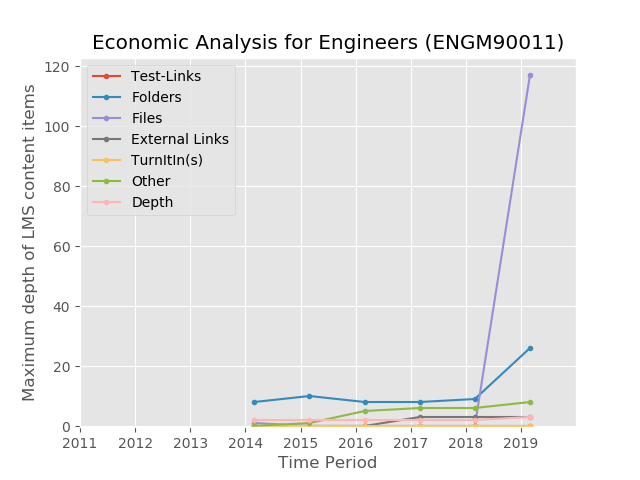 Economic Analysis for Engineers (ENGM90011)
Maximum depth of LMS content items
120
100
80
60
40
20
0
Test-Links
Folders
Files
External Links
TurnItIn(s)
Other
Depth
2011 2012 2013 2014 2015 2016 2017 2018 2019
Time Period